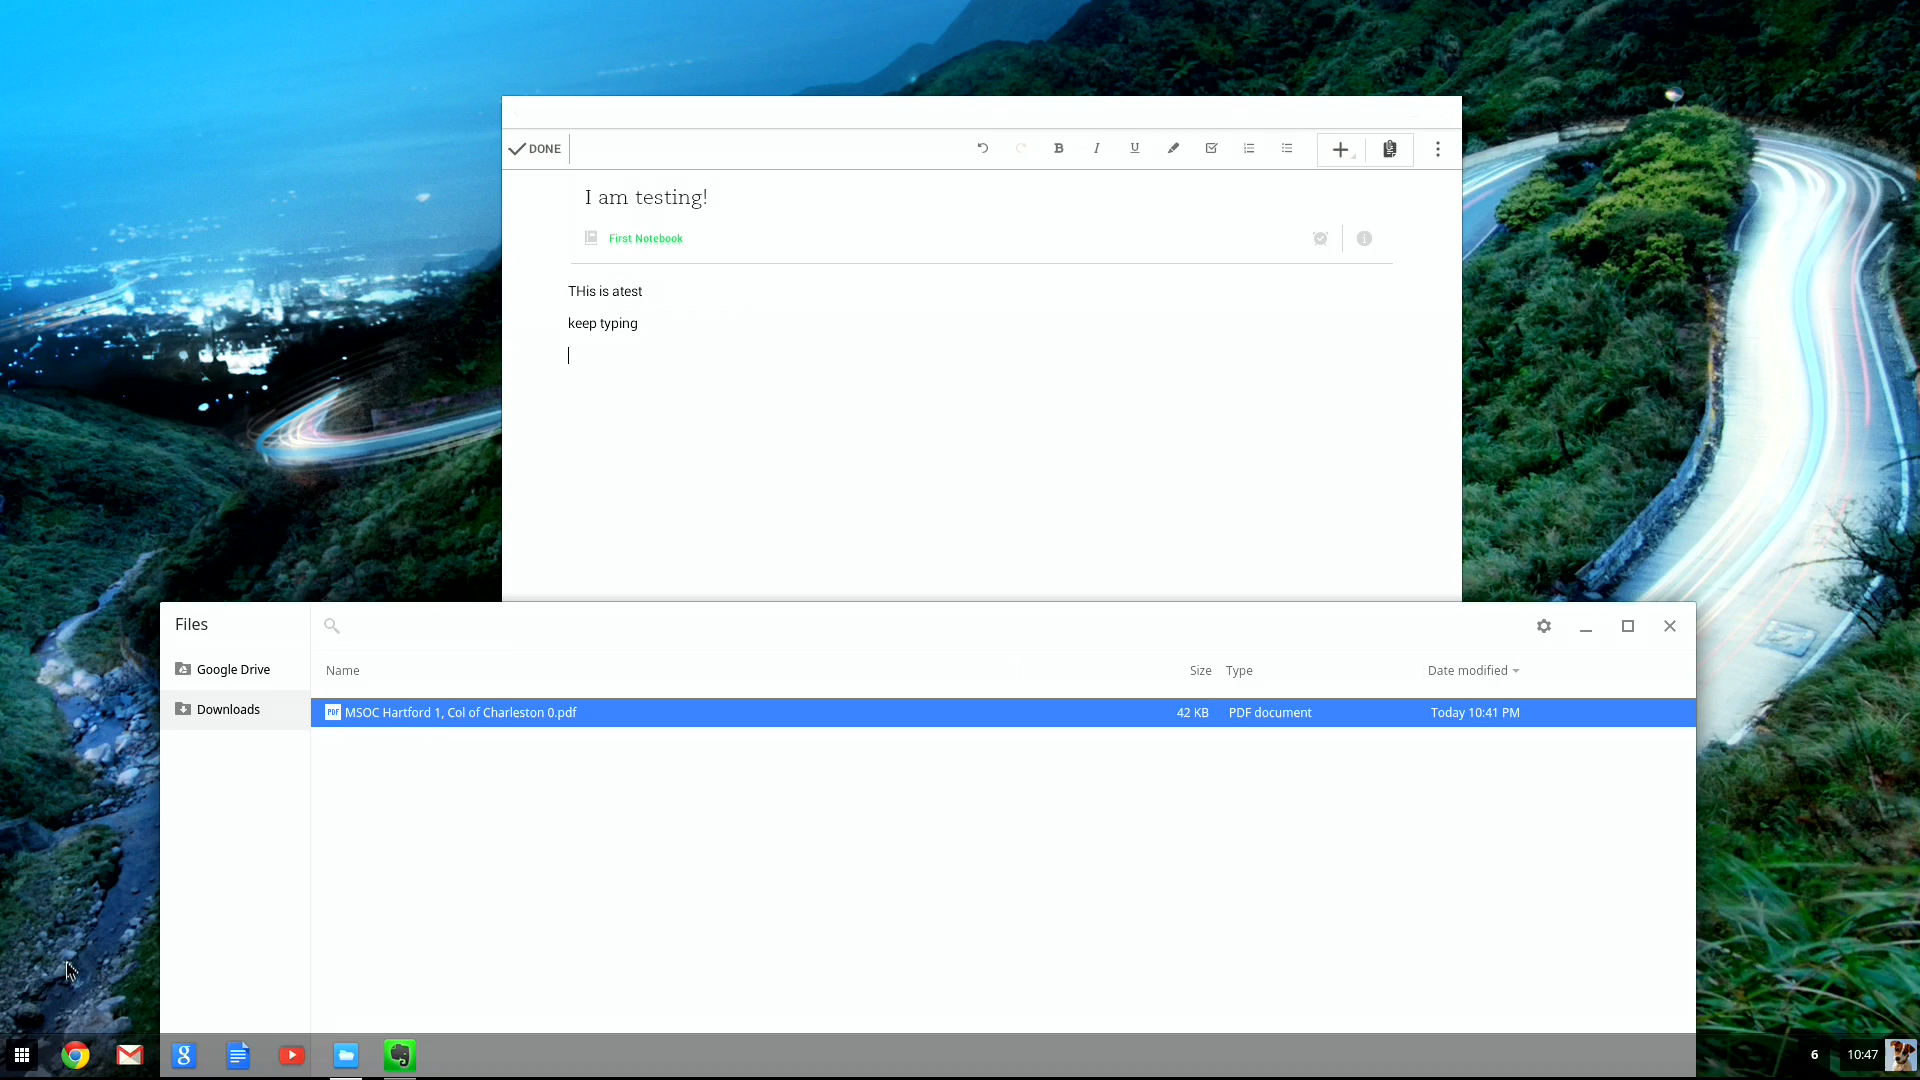 DONE
B I U
I am testing!
First Notebook
THis is atest
keep typing
Files
Google Drive
Downloads
Name Size Type Date modified
PDF MSOC Hartford 1, Col of Charleston 0.pdf 42 KB PDF document Today 10:41 PM
8 6 10:47